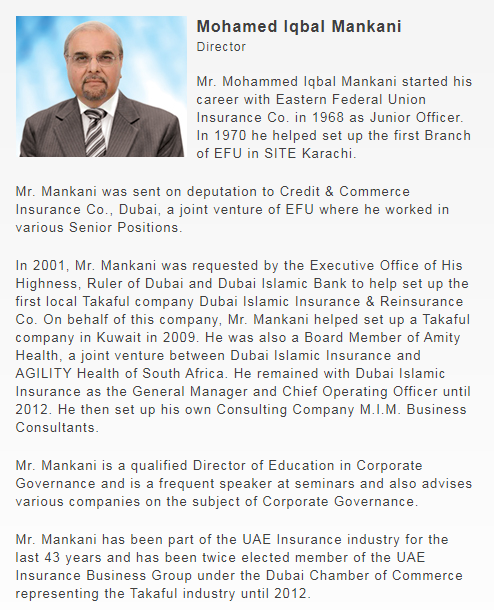 Mohamed Iqbal Mankani
Director
Mr. Mohammed Iqbal Mankani started his
career with Eastern Federal Union
Insurance Co. in 1968 as Junior Officer.
In 1970 he helped set up the first Branch
of EFU in SITE Karachi.
Mr. Mankani was sent on deputation to Credit & Commerce
Insurance Co., Dubai, a joint venture of EFU where he worked in
various Senior Positions.
In 2001, Mr. Mankani was requested by the Executive Office of His
Highness, Ruler of Dubai and Dubai Islamic Bank to help set up the
first local Takaful company Dubai Islamic Insurance & Reinsurance
Co. On behalf of this company, Mr. Mankani helped set up a Takaful
company in Kuwait in 2009. He was also a Board Member of Amity
Health, a joint venture between Dubai Islamic Insurance and
AGILITY Health of South Africa. He remained with Dubai Islamic
Insurance as the General Manager and Chief Operating Officer until
2012. He then set up his own Consulting Company M.I.M. Business
Consultants.
Mr. Mankani is a qualified Director of Education in Corporate
Governance and is a frequent speaker at seminars and also advises
various companies on the subject of Corporate Governance.
Mr. Mankani has been part of the UAE Insurance industry for the
last 43 years and has been twice elected member of the UAE
Insurance Business Group under the Dubai Chamber of Commerce
representing the Takaful industry until 2012.